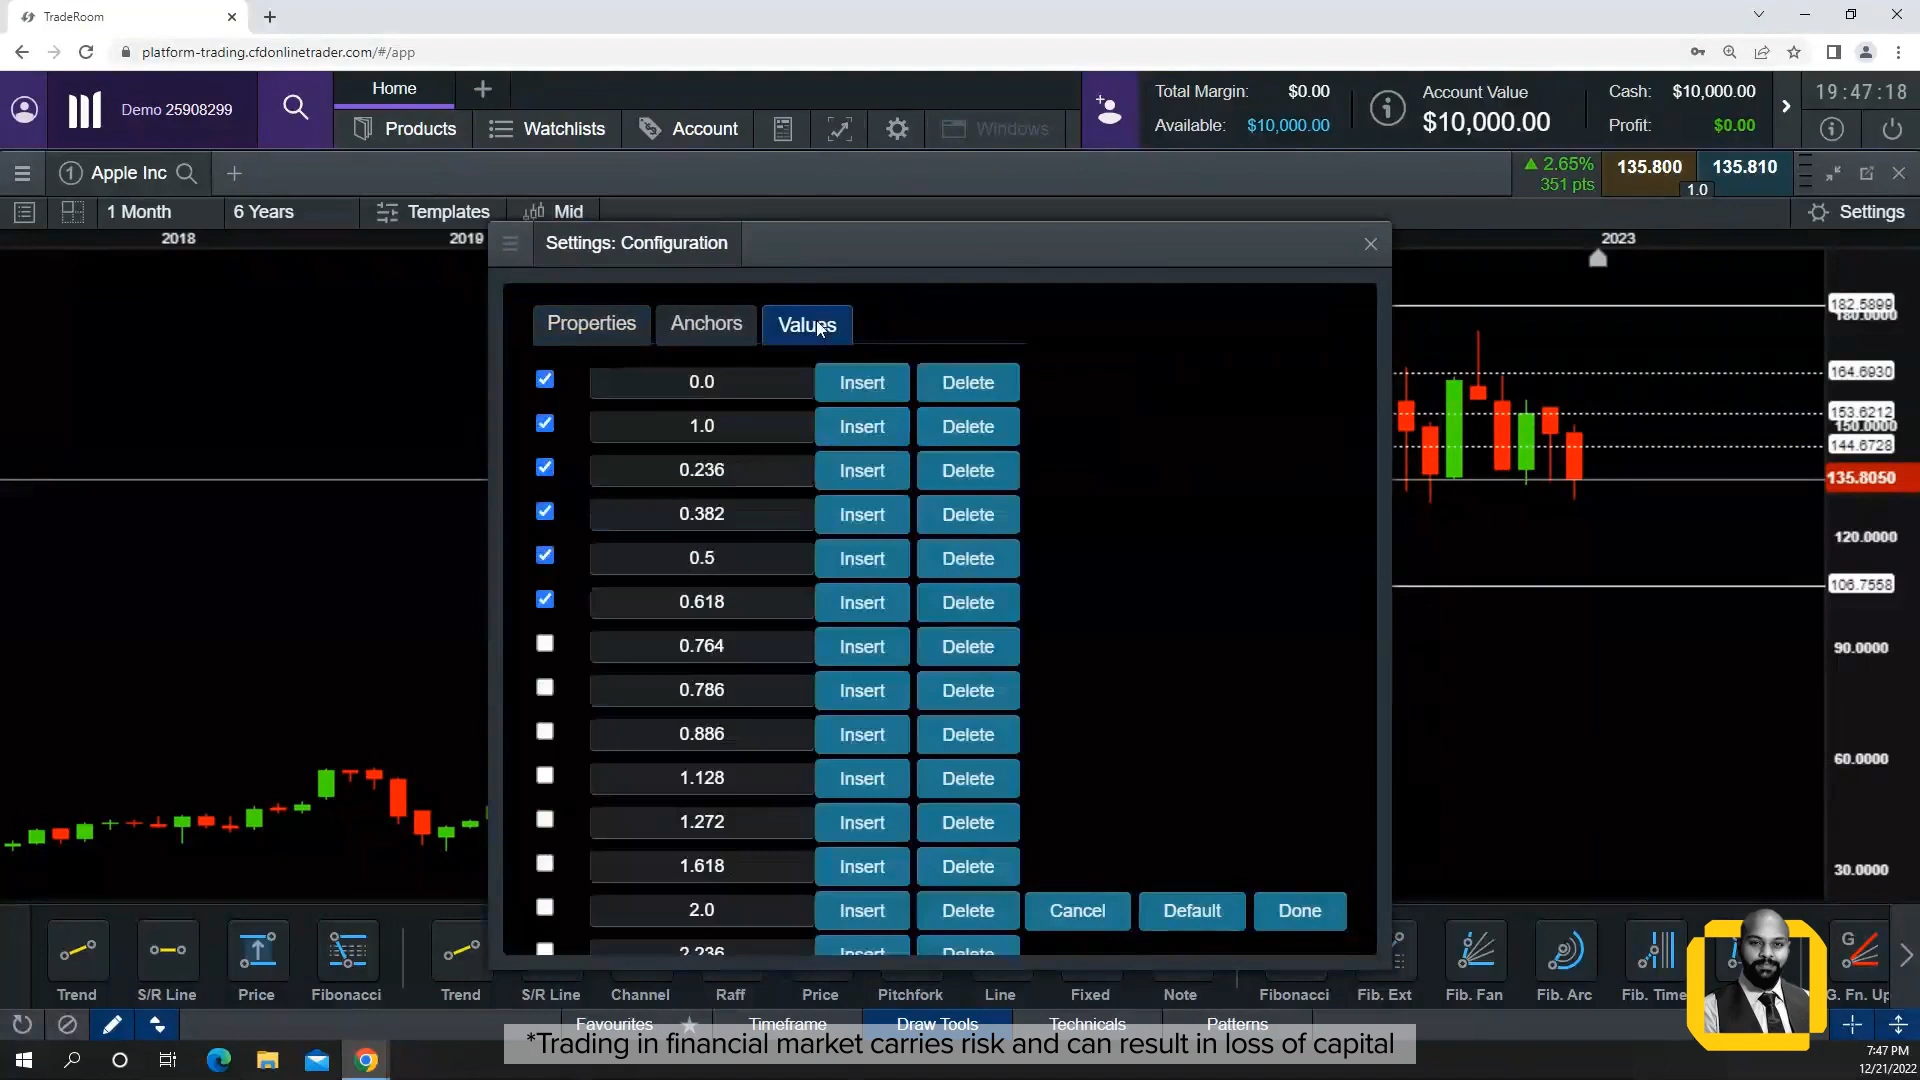 TradeRoom
platform-trading.cfdonlinetrader.com/#/app
Demo 25908299
Home
Products
Watchlists
Account
Windows
Total Margin: $0.00
Available: $10,000.00
Account Value
$10,000.00
Cash: $10,000.00
Profit: $0.00
19:47:18
1 Apple Inc
2.65%
351 pts
135.800
135.810
1.0
1 Month
6 Years
Templates
Mid
Settings
2018
2019
2023
Settings: Configuration
Properties
Anchors
Values
0.0 Insert Delete
1.0 Insert Delete
0.236 Insert Delete
0.382 Insert Delete
0.5 Insert Delete
0.618 Insert Delete
0.764 Insert Delete
0.786 Insert Delete
0.886 Insert Delete
1.128 Insert Delete
1.272 Insert Delete
1.618 Insert Delete
2.0 Insert Delete
2.236 Insert Delete
Cancel
Default
Done
182.5899
180.0000
164.6930
153.6212
150.0000
144.6728
135.8050
120.0000
106.7558
90.0000
60.0000
30.0000
Trend
S/R Line
Price
Fibonacci
Trend
S/R Line
Channel
Raff
Price
Pitchfork
Line
Fixed
Note
Fibonacci
Fib. Ext
Fib. Fan
Fib. Arc
Fib. Time
G
G. Fn. Up
Favourites
Timeframe
Draw Tools
Technicals
Patterns
*Trading in financial market carries risk and can result in loss of capital
7:47 PM
12/21/2022